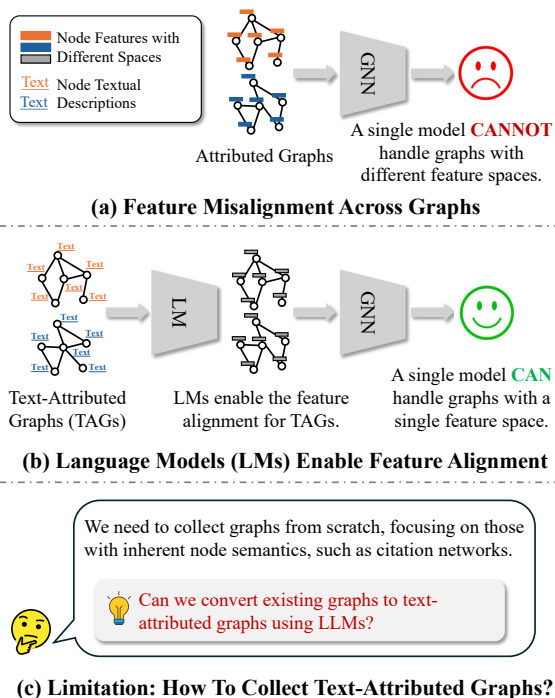 Node Features with
Different Spaces
Text Node Textual
Text Descriptions
GNN
Attributed Graphs
A single model CANNOT
handle graphs with
different feature spaces.
(a) Feature Misalignment Across Graphs
Text
Text
Text
Text
Text
Text
Text
Text
Text
Text
Text
LM
GNN
Text-Attributed
Graphs (TAGs)
LMs enable the feature
alignment for TAGs.
A single model CAN
handle graphs with a
single feature space.
(b) Language Models (LMs) Enable Feature Alignment
We need to collect graphs from scratch, focusing on those
with inherent node semantics, such as citation networks.
Can we convert existing graphs to text-
attributed graphs using LLMs?
(c) Limitation: How To Collect Text-Attributed Graphs?